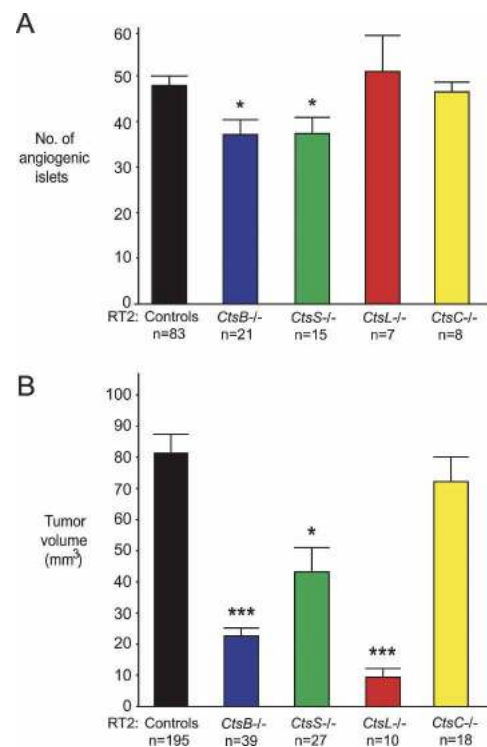 A
60
50
40
30
20
10
0
No. of
angiogenic
islets
*
*
RT2: Controls CtsB-/- CtsS-/- CtsL-/- CtsC-/-
n=83 n=21 n=15 n=7 n=8
B
100
90
80
70
60
50
40
30
20
10
0
Tumor
volume
(mm³)
***
*
***
RT2: Controls CtsB-/- CtsS-/- CtsL-/- CtsC-/-
n=195 n=39 n=27 n=10 n=18